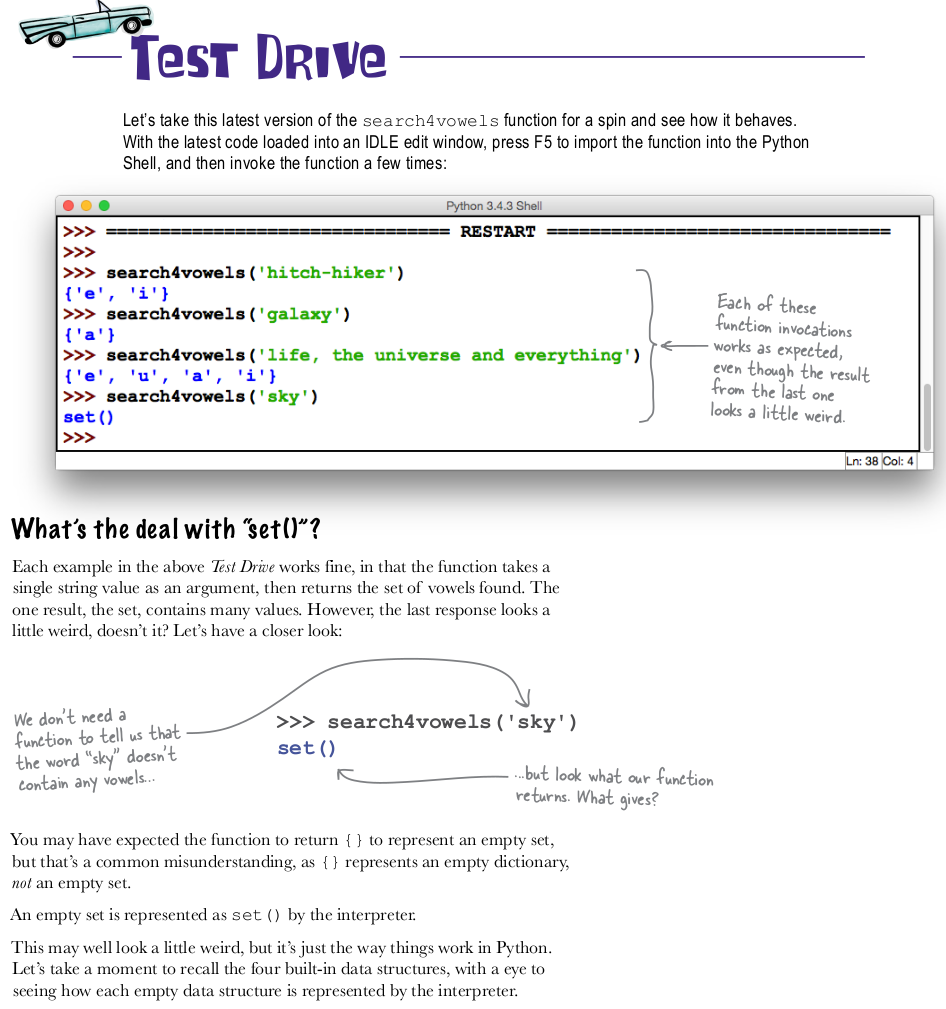 Test Drive
Let's take this latest version of the search4vowels function for a spin and see how it behaves.
With the latest code loaded into an IDLE edit window, press F5 to import the function into the Python
Shell, and then invoke the function a few times:
Python 3.4.3 Shell
>>> ================================ RESTART ================================
>>>
>>> search4vowels('hitch-hiker')
{'e', 'i'}
>>> search4vowels('galaxy')
{'a'}
>>> search4vowels('life, the universe and everything')
{'e', 'u', 'a', 'i'}
>>> search4vowels('sky')
set()
>>>
Each of these
function invocations
works as expected,
even though the result
from the last one
looks a little weird.
Ln: 38 Col: 4
What's the deal with “set()”?
Each example in the above Test Drive works fine, in that the function takes a
single string value as an argument, then returns the set of vowels found. The
one result, the set, contains many values. However, the last response looks a
little weird, doesn't it? Let's have a closer look:
We don't need a
function to tell us that
the word “sky” doesn't
contain any vowels...
>>> search4vowels('sky')
set()
...but look what our function
returns. What gives?
You may have expected the function to return {} to represent an empty set,
but that's a common misunderstanding, as {} represents an empty dictionary,
not an empty set.
An empty set is represented as set() by the interpreter.
This may well look a little weird, but it's just the way things work in Python.
Let's take a moment to recall the four built-in data structures, with a eye to
seeing how each empty data structure is represented by the interpreter.